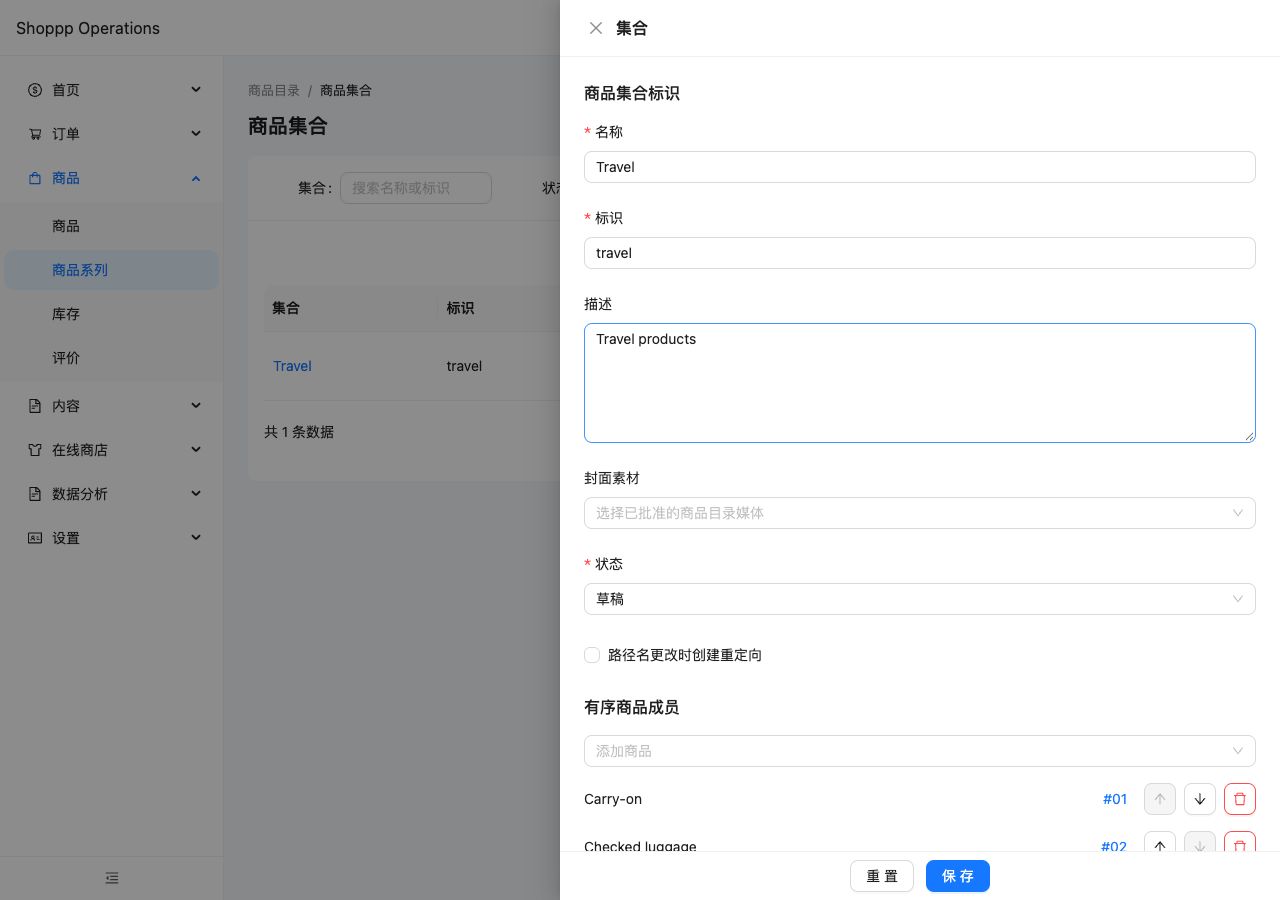 Shoppp Operations
首页
订单
商品
商品
商品系列
库存
评价
内容
在线商店
数据分析
设置
商品目录 / 商品集合
商品集合
集合: 搜索名称或标识
集合 标识
Travel travel
共 1 条数据
集合
商品集合标识
* 名称
Travel
* 标识
travel
描述
Travel products
封面素材
选择已批准的商品目录媒体
* 状态
草稿
路径名更改时创建重定向
有序商品成员
添加商品
Carry-on #01
Checked luggage #02
重 置 保 存